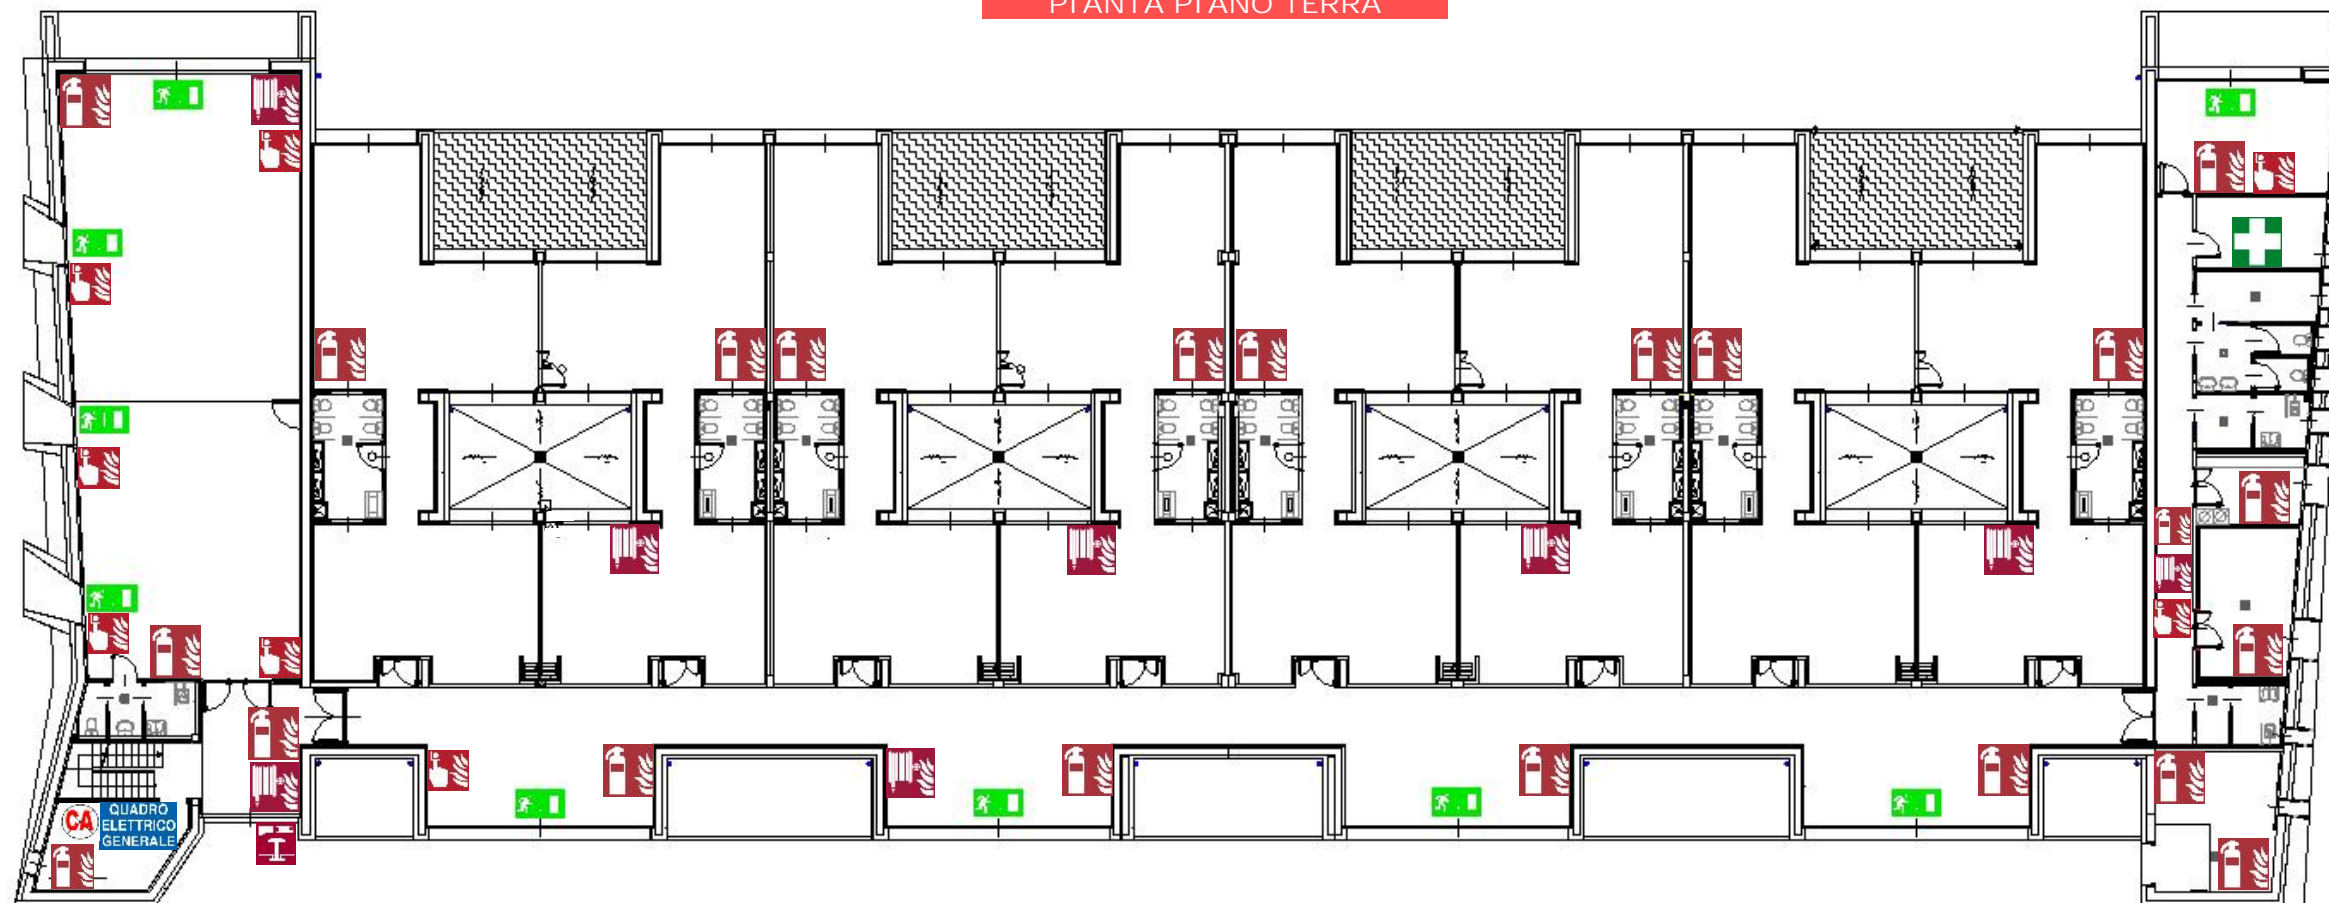 PIANTA PIANO TERRA
CA
QUADRO
ELETTRICO
GENERALE